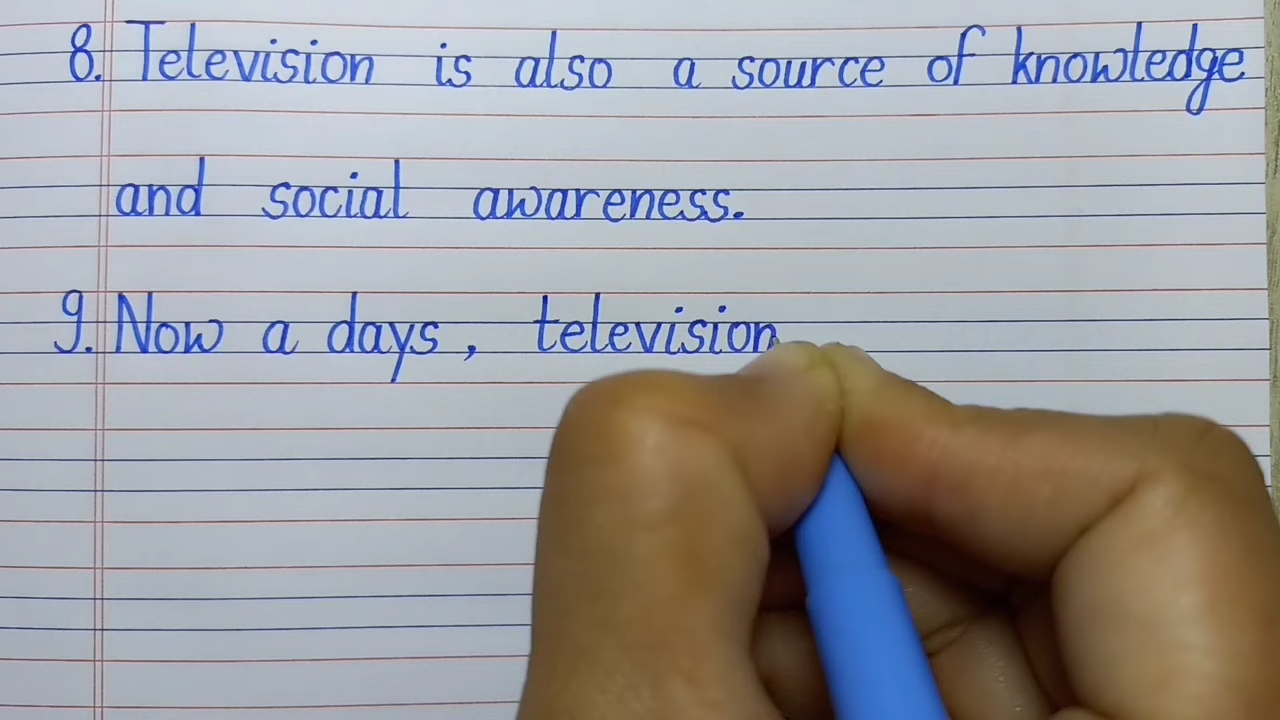 8. Television is also a source of knowledge
and social awareness.
9. Now a days, television